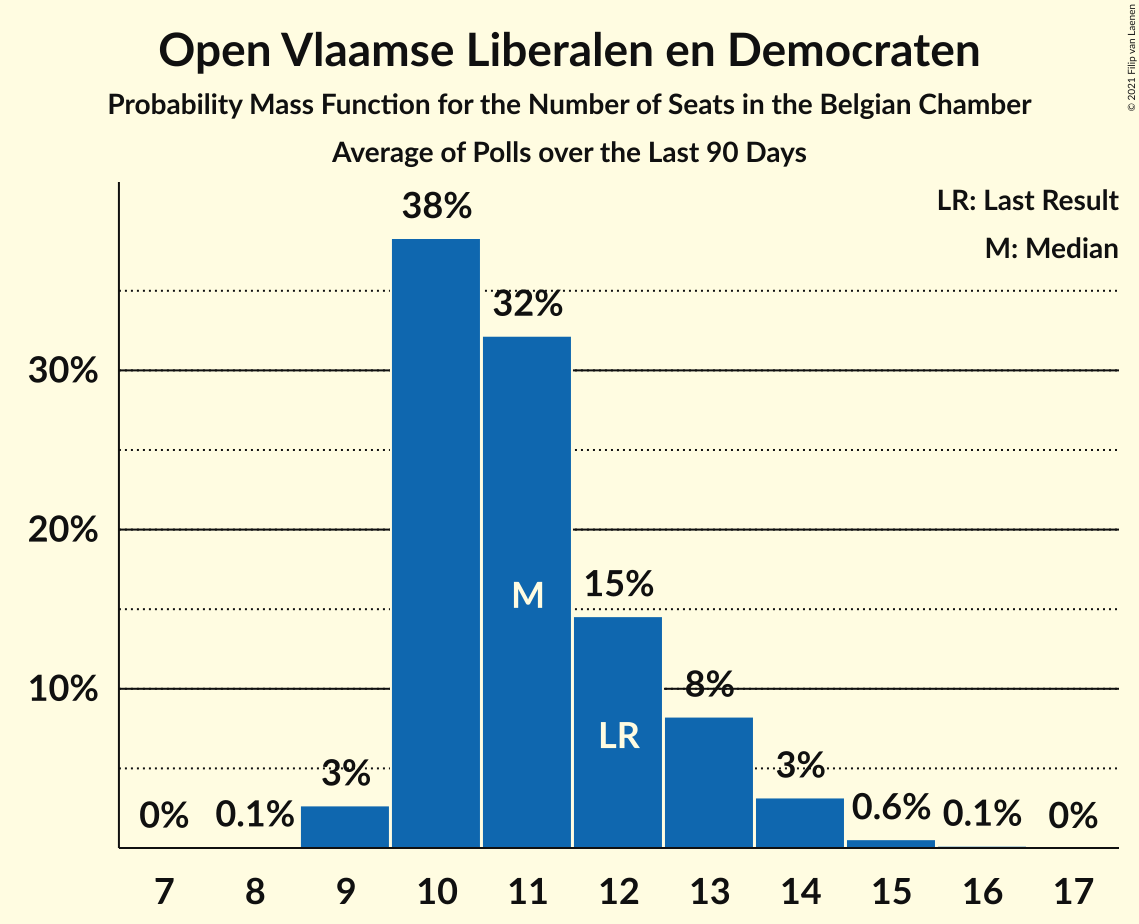 Open Vlaamse Liberalen en Democraten
Probability Mass Function for the Number of Seats in the Belgian Chamber
Average of Polls over the Last 90 Days
© 2021 Filip van Laenen
LR: Last Result
M: Median
38%
32%
30%
20%
15%
M
10%
8%
LR
3%
3%
0%
0.1%
0.6%
0.1%
0%
7 8 9 10 11 12 13 14 15 16 17